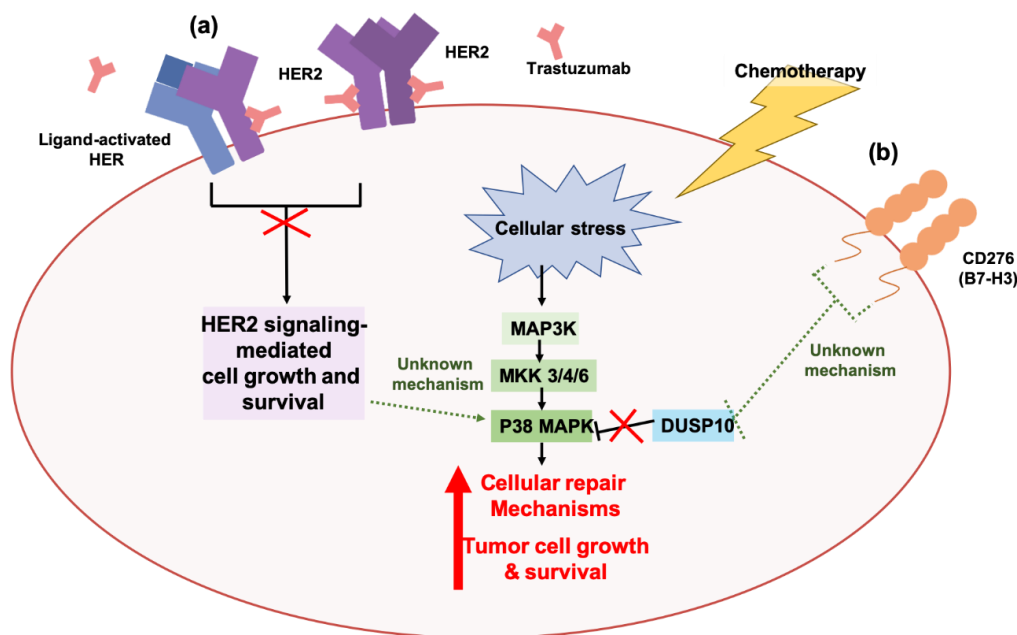 (a)
HER2
HER2
Trastuzumab
Ligand-activated
HER
Chemotherapy
(b)
CD276
(B7-H3)
Cellular stress
HER2 signaling-
mediated
cell growth and
survival
Unknown
mechanism
MAP3K
MKK 3/4/6
P38 MAPK
DUSP10
Unknown
mechanism
Cellular repair
Mechanisms
Tumor cell growth
& survival